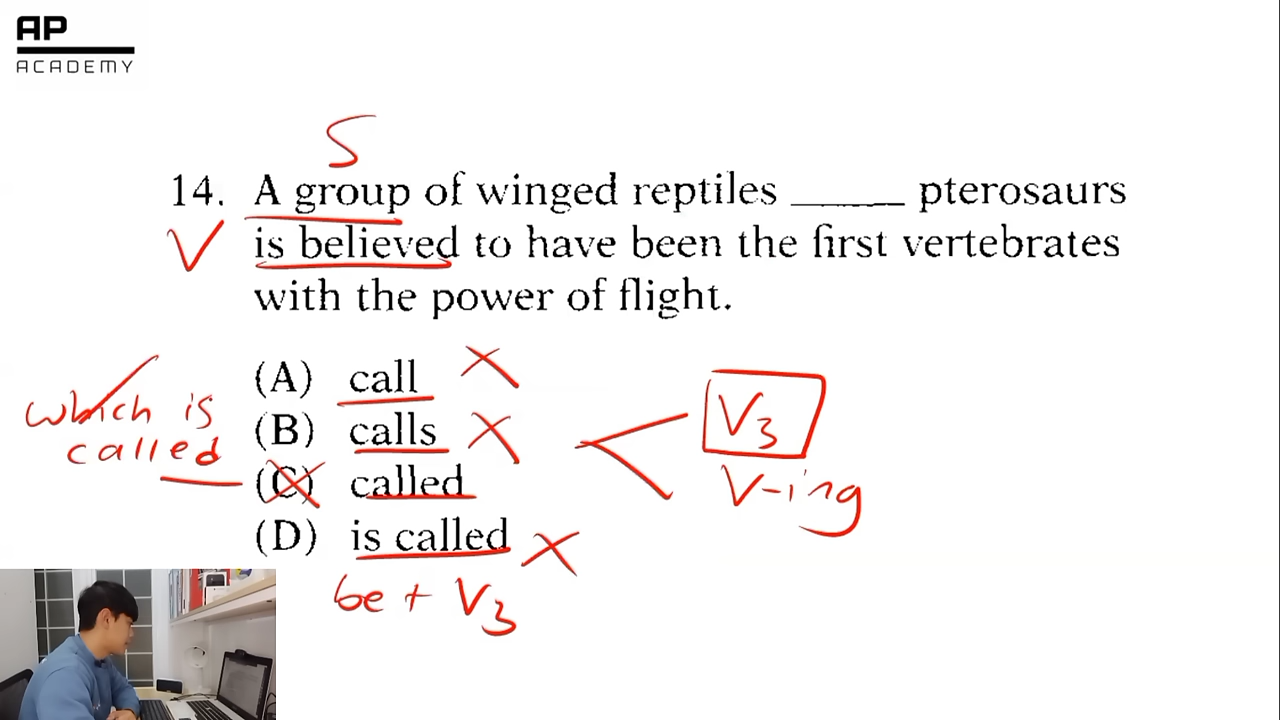 AP
ACADEMY
S
14. A group of winged reptiles _____ pterosaurs
V is believed to have been the first vertebrates
with the power of flight.
(A) call
which is (B) calls
called (C) called
(D) is called
be + V3
V3
V-ing